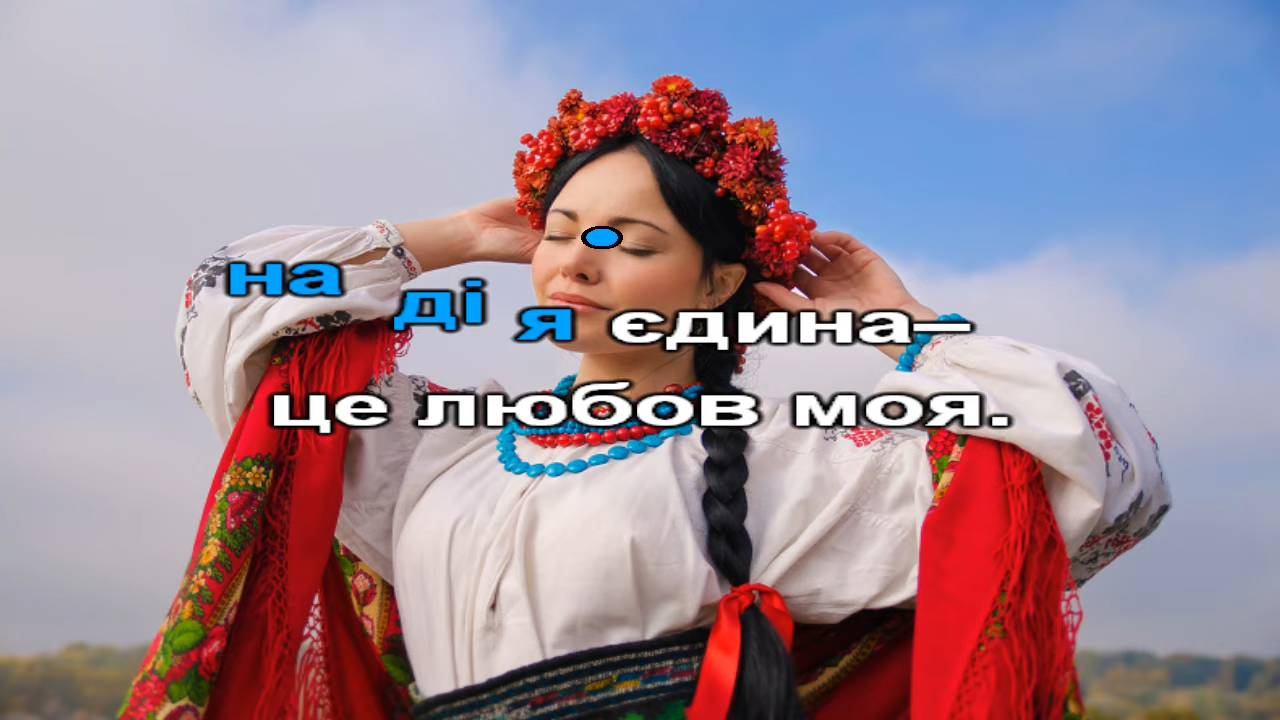 на ді я єдина–
це любов моя.